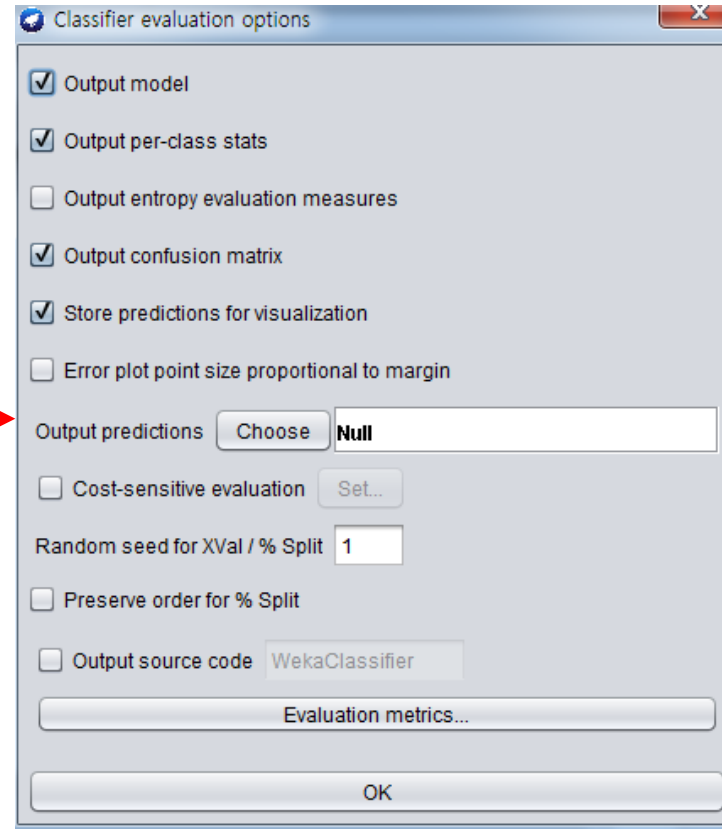 Classifier evaluation options
Output model
Output per-class stats
Output entropy evaluation measures
Output confusion matrix
Store predictions for visualization
Error plot point size proportional to margin
Output predictions Choose Null
Cost-sensitive evaluation Set...
Random seed for XVal / % Split 1
Preserve order for % Split
Output source code WekaClassifier
Evaluation metrics...
OK